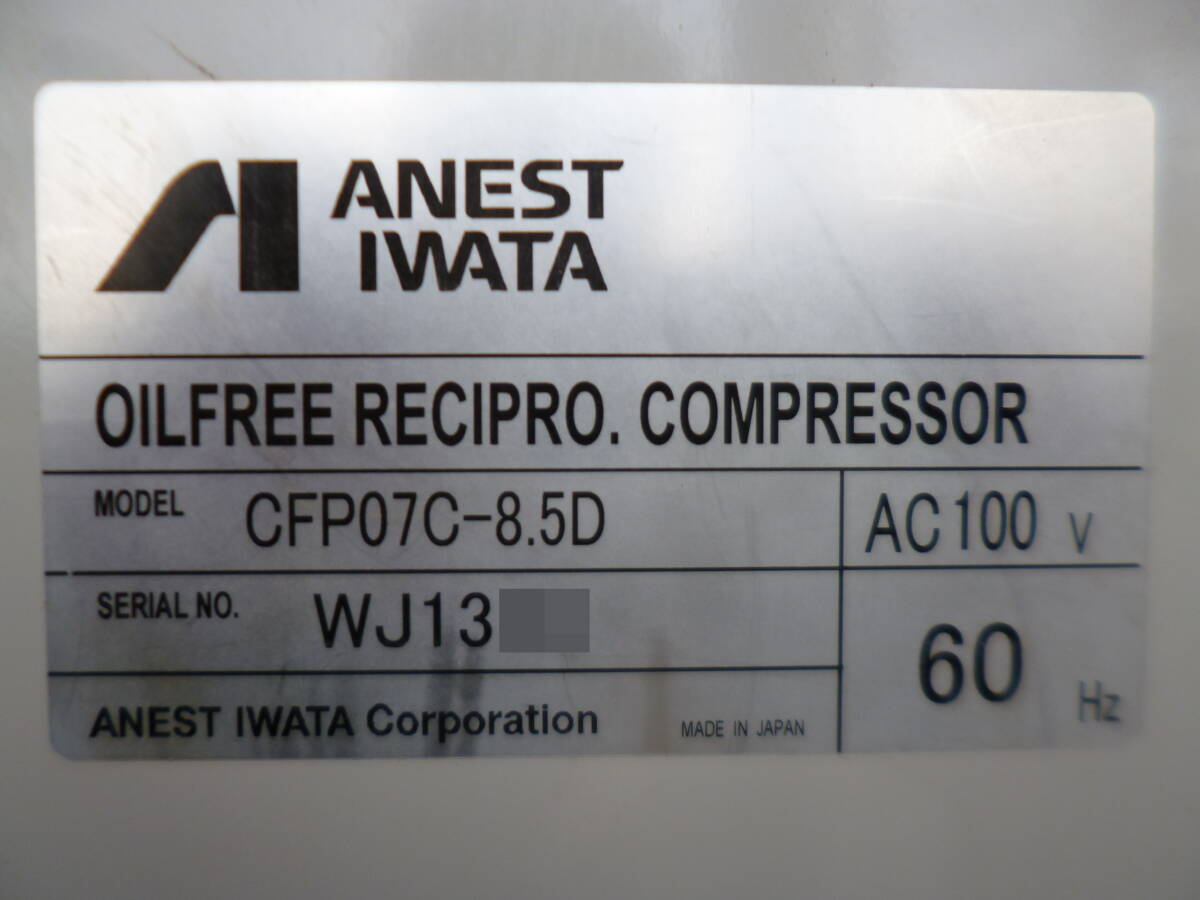 ANEST
IWATA
OILFREE RECIPRO. COMPRESSOR
MODEL CFP07C-8.5D AC100 V
SERIAL NO. WJ13
60 Hz
ANEST IWATA Corporation MADE IN JAPAN